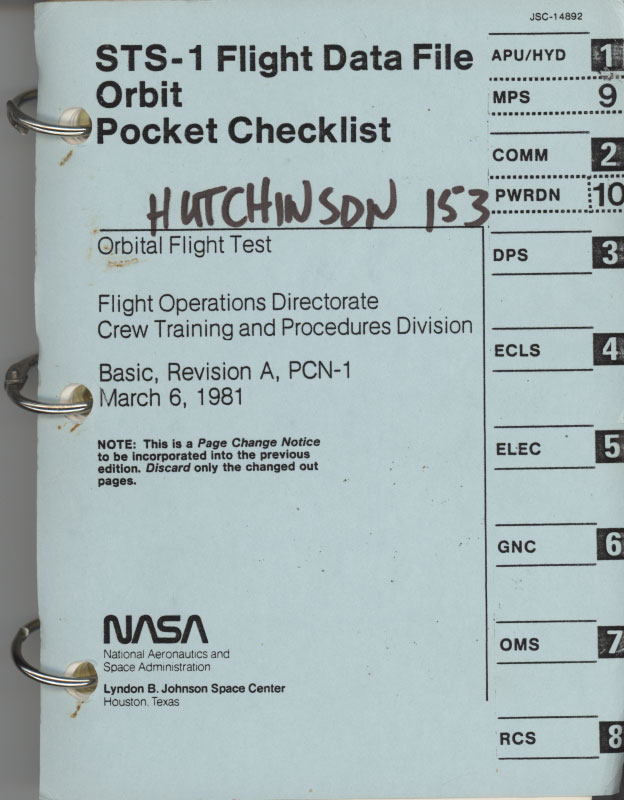 JSC-14892
STS-1 Flight Data File
Orbit
Pocket Checklist
HUTCHINSON 153
Orbital Flight Test
Flight Operations Directorate
Crew Training and Procedures Division
Basic, Revision A, PCN-1
March 6, 1981
NOTE: This is a Page Change Notice
to be incorporated into the previous
edition. Discard only the changed out
pages.
NASA
National Aeronautics and
Space Administration
Lyndon B. Johnson Space Center
Houston, Texas
APU/HYD 1
MPS 9
COMM 2
PWRDN 10
DPS 3
ECLS 4
ELEC 5
GNC 6
OMS 7
RCS 8